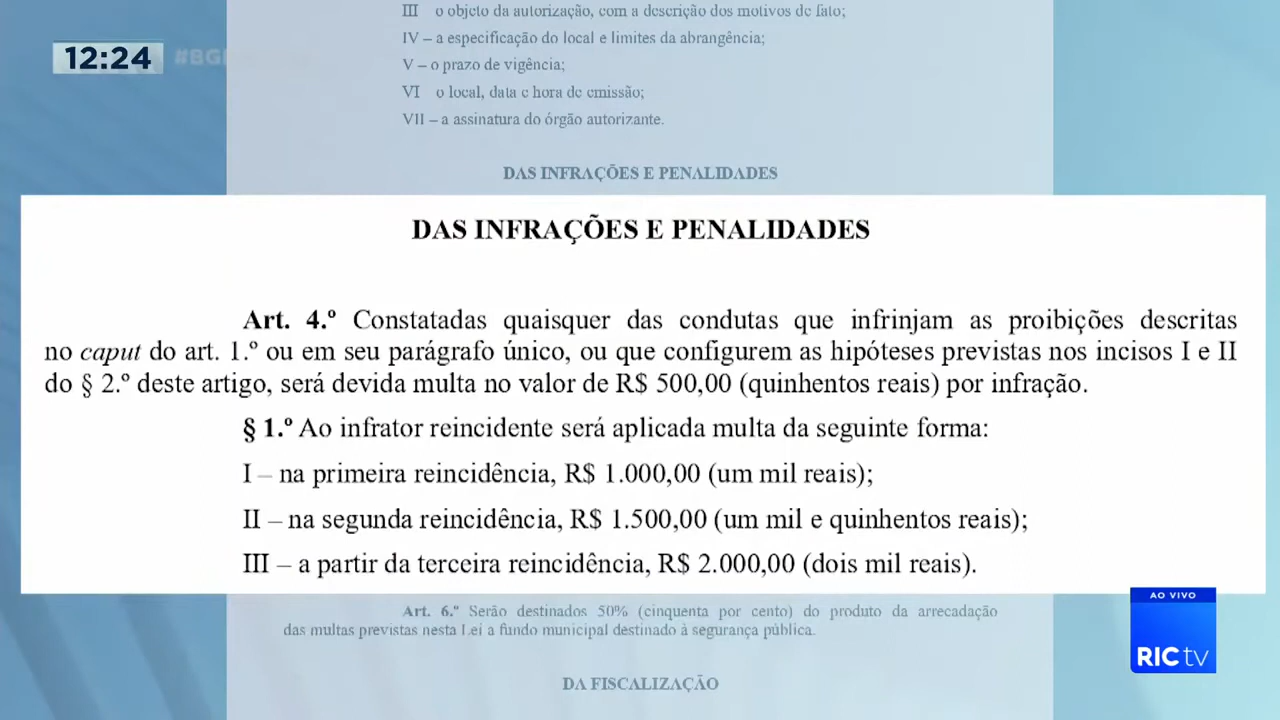 12:24
III o objeto da autorização, com a descrição dos motivos de fato;
IV – a especificação do local e limites da abrangência;
V – o prazo de vigência;
VI o local, data e hora de emissão;
VII – a assinatura do órgão autorizante.
DAS INFRAÇÕES E PENALIDADES
DAS INFRAÇÕES E PENALIDADES
Art. 4.º Constatadas quaisquer das condutas que infrinjam as proibições descritas
no caput do art. 1.º ou em seu parágrafo único, ou que configurem as hipóteses previstas nos incisos I e II
do § 2.º deste artigo, será devida multa no valor de R$ 500,00 (quinhentos reais) por infração.
§ 1.º Ao infrator reincidente será aplicada multa da seguinte forma:
I – na primeira reincidência, R$ 1.000,00 (um mil reais);
II – na segunda reincidência, R$ 1.500,00 (um mil e quinhentos reais);
III – a partir da terceira reincidência, R$ 2.000,00 (dois mil reais).
Art. 6.º Serão destinados 50% (cinquenta por cento) do produto da arrecadação
das multas previstas nesta Lei a fundo municipal destinado à segurança pública.
DA FISCALIZAÇÃO
AO VIVO
RIC tv